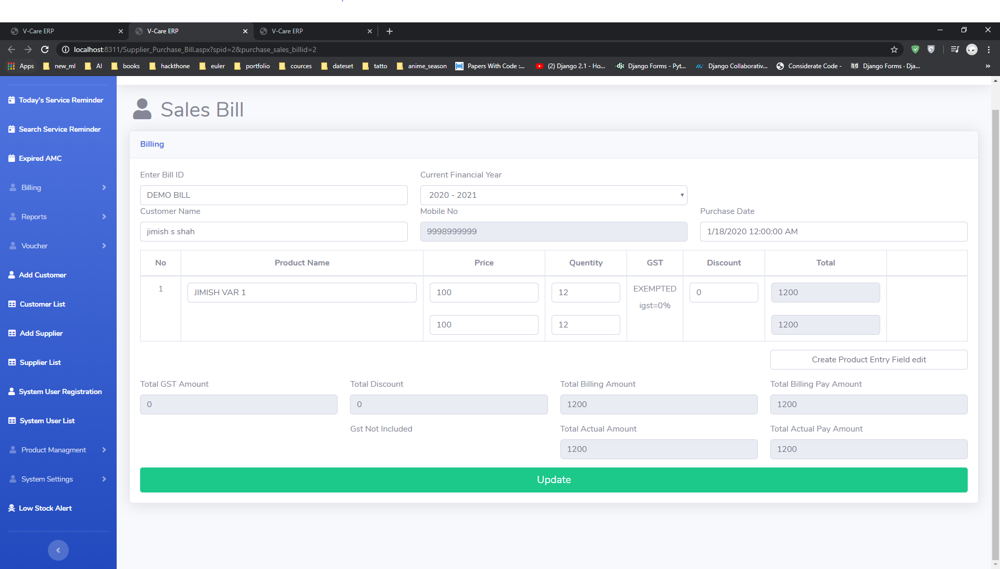 V-Care ERP
V-Care ERP
V-Care ERP
localhost:8311/Supplier_Purchase_Bill.aspx?spid=2&purchase_sales_billid=2
Apps new_ml AI books hackthone euler portfolio cources dateset tatto anime_season Papers With Code :... (2) Django 2.1 - Ho... Django Forms - Pyt... Django Collaborativ... Considerate Code - Django Forms · Dja... »
Today's Service Reminder
Search Service Reminder
Expired AMC
Billing
Reports
Voucher
Add Customer
Customer List
Add Supplier
Supplier List
System User Registration
System User List
Product Managment
System Settings
Low Stock Alert
Sales Bill
Billing
Enter Bill ID Current Financial Year
DEMO BILL 2020 - 2021
Customer Name Mobile No Purchase Date
jimish s shah 9998999999 1/18/2020 12:00:00 AM
No Product Name Price Quentity GST Discount Total
1 JIMISH VAR 1 100 12 EXEMPTED 0 1200
igst=0%
100 12 1200
Create Product Entry Field edit
Total GST Amount Total Discount Total Billing Amount Total Billing Pay Amount
0 0 1200 1200
Gst Not Included Total Actual Amount Total Actual Pay Amount
1200 1200
Update